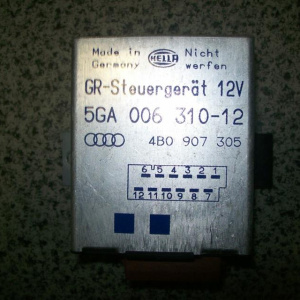 Made in HELLA Nicht
Germany werfen
GR-Steuergerät 12V
5GA 006 310-12
4B0 907 305
6 5 4 3 2 1
12 11 10 9 8 7